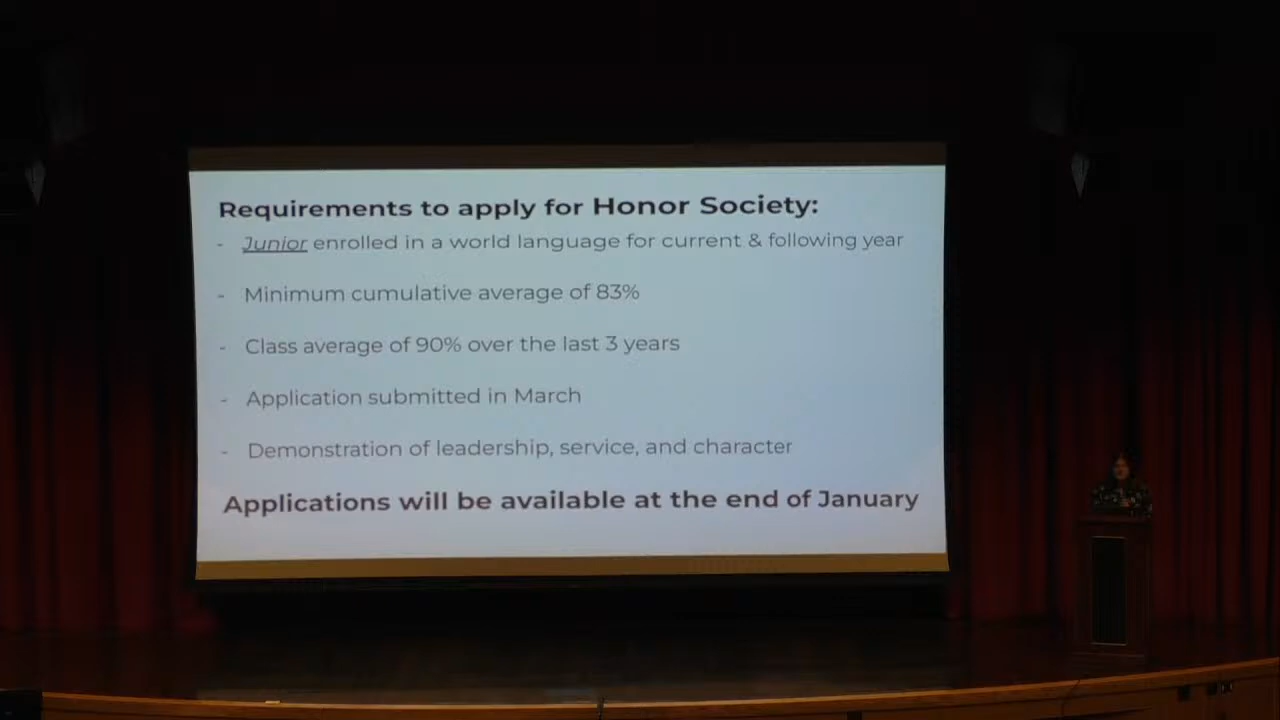 Requirements to apply for Honor Society:
- Junior enrolled in a world language for current & following year
- Minimum cumulative average of 83%
- Class average of 90% over the last 3 years
- Application submitted in March
- Demonstration of leadership, service, and character
Applications will be available at the end of January